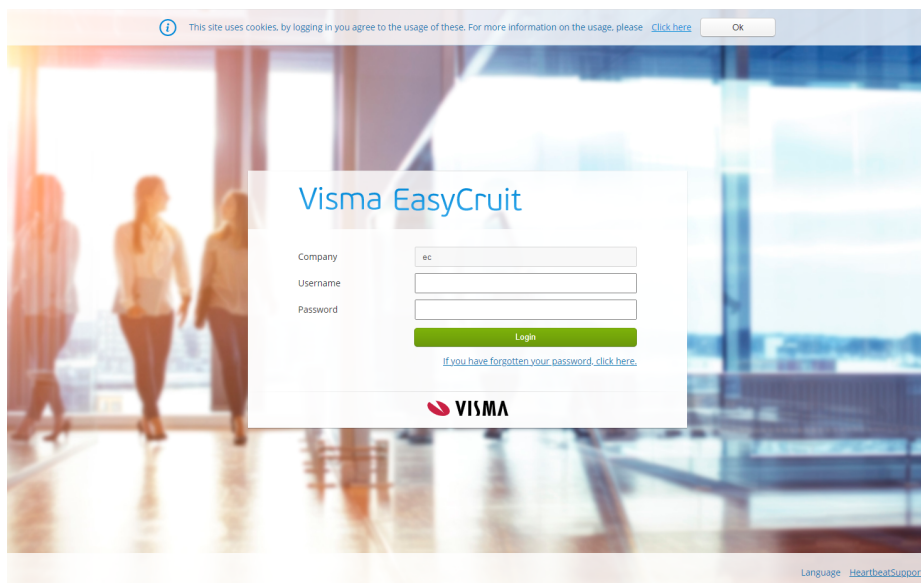 This site uses cookies, by logging in you agree to the usage of these. For more information on the usage, please Click here Ok
Visma EasyCruit
Company ec
Username
Password
Login
If you have forgotten your password, click here.
VISMA
Language HeartbeatSuppor